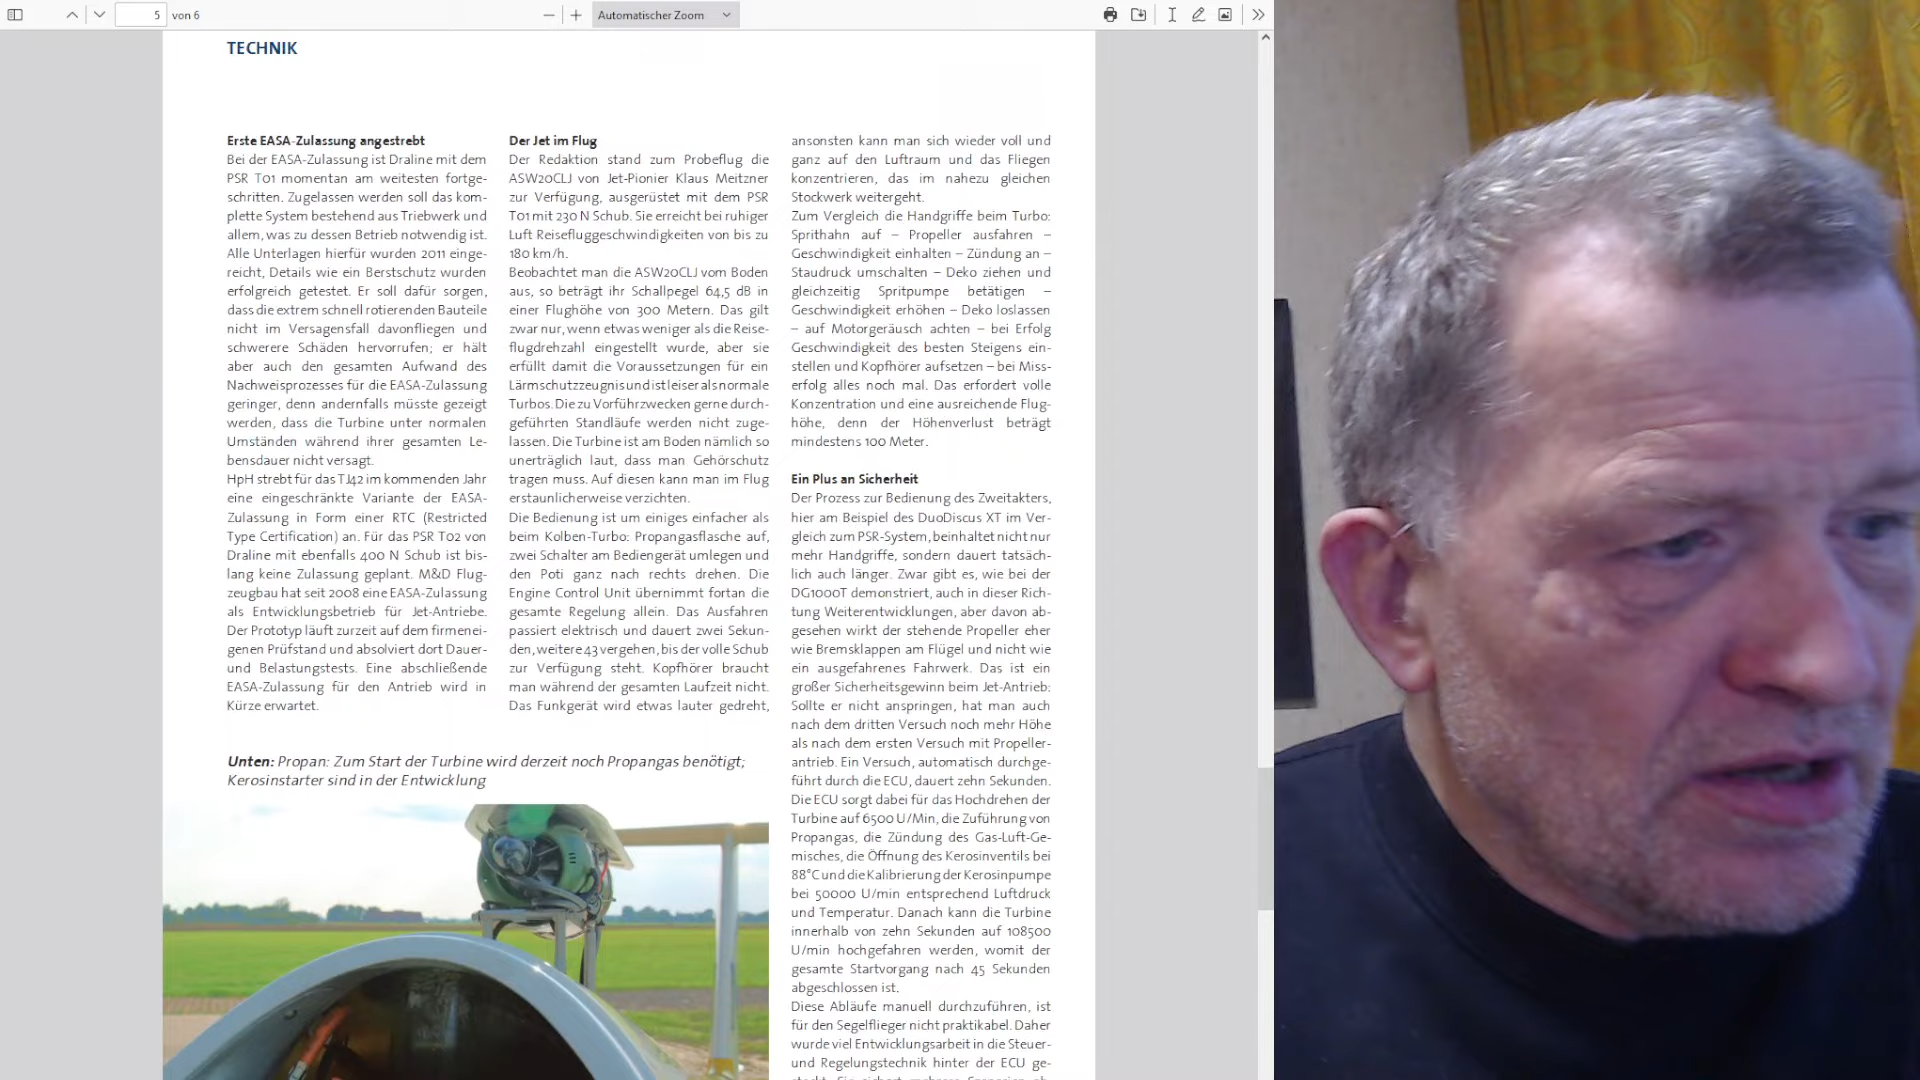 5
von 6
Automatischer Zoom
TECHNIK
Erste EASA-Zulassung angestrebt
Bei der EASA-Zulassung ist Draline mit dem
PSR T01 momentan am weitesten fortge-
schritten. Zugelassen werden soll das kom-
plette System bestehend aus Triebwerk und
allem, was zu dessen Betrieb notwendig ist.
Alle Unterlagen hierfür wurden 2011 einge-
reicht, Details wie ein Berstschutz wurden
erfolgreich getestet. Er soll dafür sorgen,
dass die extrem schnell rotierenden Bauteile
nicht im Versagensfall davonfliegen und
schwerere Schäden hervorrufen; er hält
aber auch den gesamten Aufwand des
Nachweisprozesses für die EASA-Zulassung
geringer, denn andernfalls müsste gezeigt
werden, dass die Turbine unter normalen
Umständen während ihrer gesamten Le-
bensdauer nicht versagt.
HpH strebt für das TJ42 im kommenden Jahr
eine eingeschränkte Variante der EASA-
Zulassung in Form einer RTC (Restricted
Type Certification) an. Für das PSR T02 von
Draline mit ebenfalls 400 N Schub ist bis-
lang keine Zulassung geplant. M&D Flug-
zeugbau hat seit 2008 eine EASA-Zulassung
als Entwicklungsbetrieb für Jet-Antriebe.
Der Prototyp läuft zurzeit auf dem firmenei-
genen Prüfstand und absolviert dort Dauer-
und Belastungstests. Eine abschließende
EASA-Zulassung für den Antrieb wird in
Kürze erwartet.
Der Jet im Flug
Der Redaktion stand zum Probeflug die
ASW20CLJ von Jet-Pionier Klaus Meitzner
zur Verfügung, ausgerüstet mit dem PSR
T01 mit 230 N Schub. Sie erreicht bei ruhiger
Luft Reisefluggeschwindigkeiten von bis zu
180 km/h.
Beobachtet man die ASW20CLJ vom Boden
aus, so beträgt ihr Schallpegel 64,5 dB in
einer Flughöhe von 300 Metern. Das gilt
zwar nur, wenn etwas weniger als die Reise-
flugdrehzahl eingestellt wurde, aber sie
erfüllt damit die Voraussetzungen für ein
Lärmschutzzeugnis und ist leiser als normale
Turbos. Die zu Vorführzwecken gerne durch-
geführten Standläufe werden nicht zuge-
lassen. Die Turbine ist am Boden nämlich so
unerträglich laut, dass man Gehörschutz
tragen muss. Auf diesen kann man im Flug
erstaunlicherweise verzichten.
Die Bedienung ist um einiges einfacher als
beim Kolben-Turbo: Propangasflasche auf,
zwei Schalter am Bediengerät umlegen und
den Poti ganz nach rechts drehen. Die
Engine Control Unit übernimmt fortan die
gesamte Regelung allein. Das Ausfahren
passiert elektrisch und dauert zwei Sekun-
den, weitere 43 vergehen, bis der volle Schub
zur Verfügung steht. Kopfhörer braucht
man während der gesamten Laufzeit nicht.
Das Funkgerät wird etwas lauter gedreht,
ansonsten kann man sich wieder voll und
ganz auf den Luftraum und das Fliegen
konzentrieren, das im nahezu gleichen
Stockwerk weitergeht.
Zum Vergleich die Handgriffe beim Turbo:
Sprithahn auf – Propeller ausfahren –
Geschwindigkeit einhalten – Zündung an –
Staudruck umschalten – Deko ziehen und
gleichzeitig Spritpumpe betätigen –
Geschwindigkeit erhöhen – Deko loslassen
– auf Motorgeräusch achten – bei Erfolg
Geschwindigkeit des besten Steigens ein-
stellen und Kopfhörer aufsetzen – bei Miss-
erfolg alles noch mal. Das erfordert volle
Konzentration und eine ausreichende Flug-
höhe, denn der Höhenverlust beträgt
mindestens 100 Meter.
Ein Plus an Sicherheit
Der Prozess zur Bedienung des Zweitakters,
hier am Beispiel des DuoDiscus XT im Ver-
gleich zum PSR-System, beinhaltet nicht nur
mehr Handgriffe, sondern dauert tatsäch-
lich auch länger. Zwar gibt es, wie bei der
DG1000T demonstriert, auch in dieser Rich-
tung Weiterentwicklungen, aber davon ab-
gesehen wirkt der stehende Propeller eher
wie Bremsklappen am Flügel und nicht wie
ein ausgefahrenes Fahrwerk. Das ist ein
großer Sicherheitsgewinn beim Jet-Antrieb:
Sollte er nicht anspringen, hat man auch
nach dem dritten Versuch noch mehr Höhe
als nach dem ersten Versuch mit Propeller-
antrieb. Ein Versuch, automatisch durchge-
führt durch die ECU, dauert zehn Sekunden.
Die ECU sorgt dabei für das Hochdrehen der
Turbine auf 6500 U/Min, die Zuführung von
Propangas, die Zündung des Gas-Luft-Ge-
misches, die Öffnung des Kerosinventils bei
88°C und die Kalibrierung der Kerosinpumpe
bei 50000 U/min entsprechend Luftdruck
und Temperatur. Danach kann die Turbine
innerhalb von zehn Sekunden auf 108500
U/min hochgefahren werden, womit der
gesamte Startvorgang nach 45 Sekunden
abgeschlossen ist.
Diese Abläufe manuell durchzuführen, ist
für den Segelflieger nicht praktikabel. Daher
wurde viel Entwicklungsarbeit in die Steuer-
und Regelungstechnik hinter der ECU ge-
Unten: Propan: Zum Start der Turbine wird derzeit noch Propangas benötigt;
Kerosinstarter sind in der Entwicklung